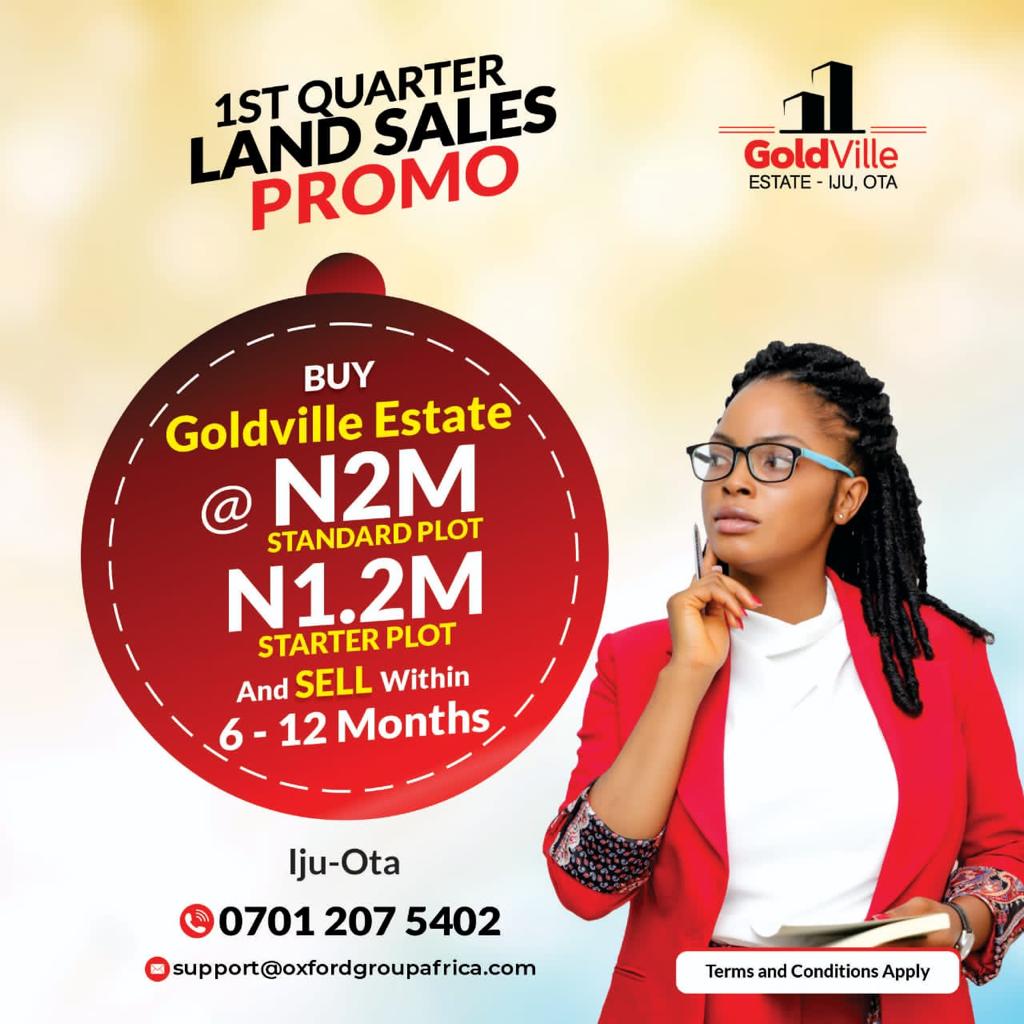 1ST QUARTER
LAND SALES
PROMO
GoldVille
ESTATE - IJU, OTA
BUY
Goldville Estate
@ N2M
STANDARD PLOT
N1.2M
STARTER PLOT
And SELL Within
6 - 12 Months
Iju-Ota
0701 207 5402
support@oxfordgroupafrica.com
Terms and Conditions Apply